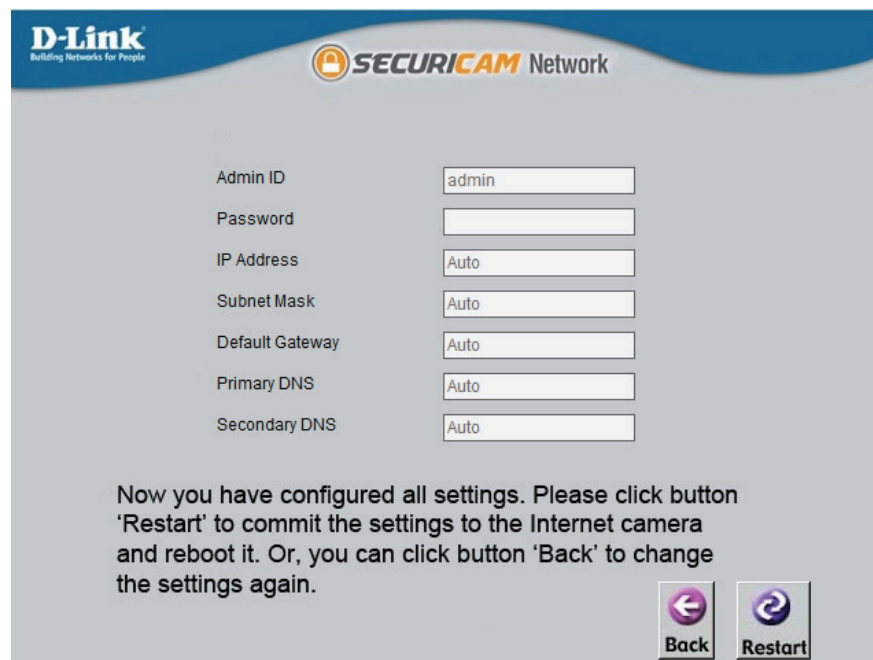 D-Link
Building Networks for People
SECURICAM Network
Admin ID admin
Password
IP Address Auto
Subnet Mask Auto
Default Gateway Auto
Primary DNS Auto
Secondary DNS Auto
Now you have configured all settings. Please click button
‘Restart’ to commit the settings to the Internet camera
and reboot it. Or, you can click button ‘Back’ to change
the settings again.
Back Restart